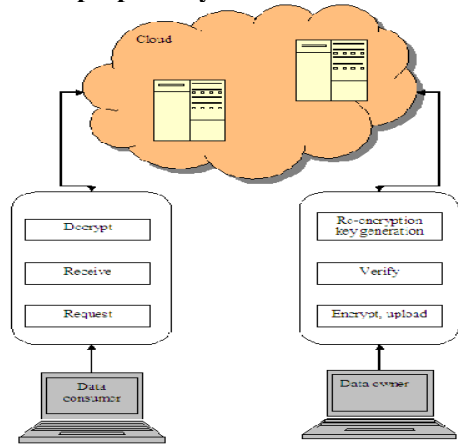 Cloud
Decrypt
Receive
Request
Data
consumer
Re-encryption
key generation
Verify
Encrypt, upload
Data owner